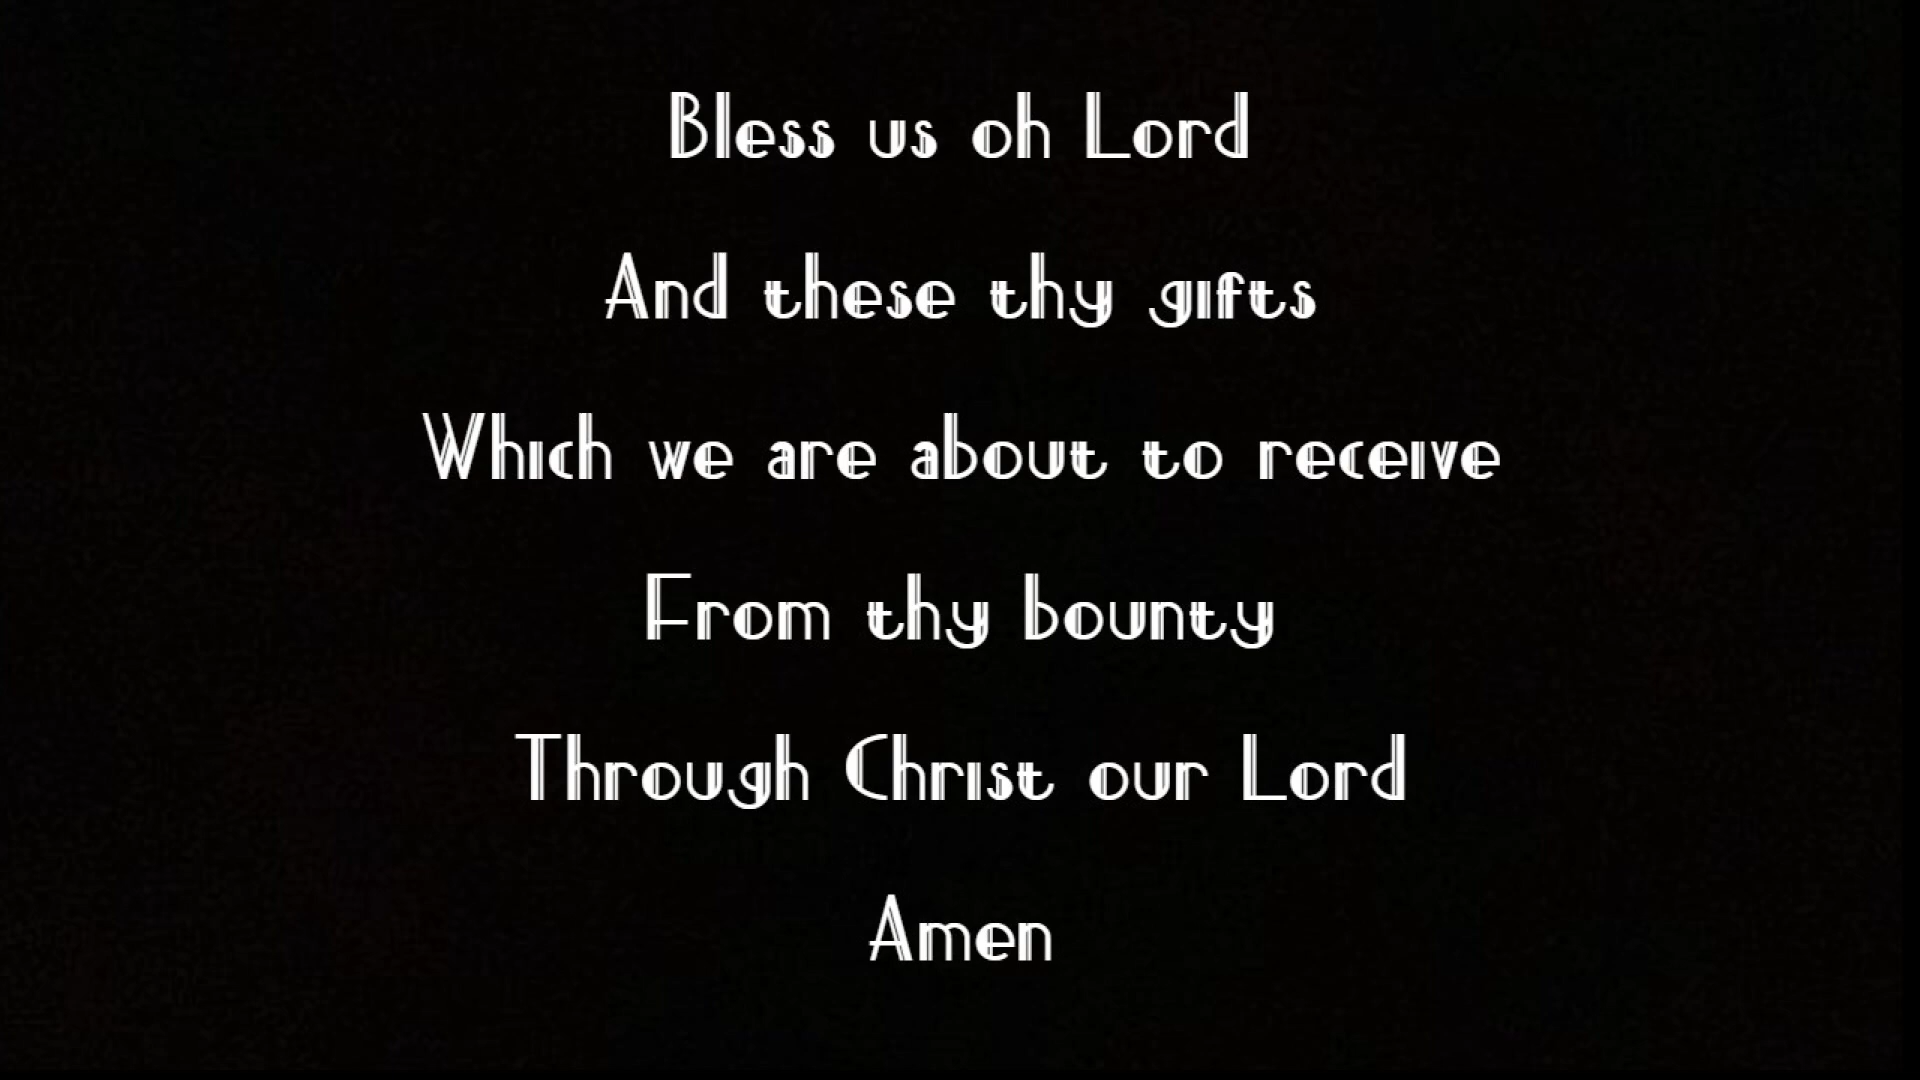 Bless us oh Lord
And these thy gifts
Which we are about to receive
From thy bounty
Through Christ our Lord
Amen